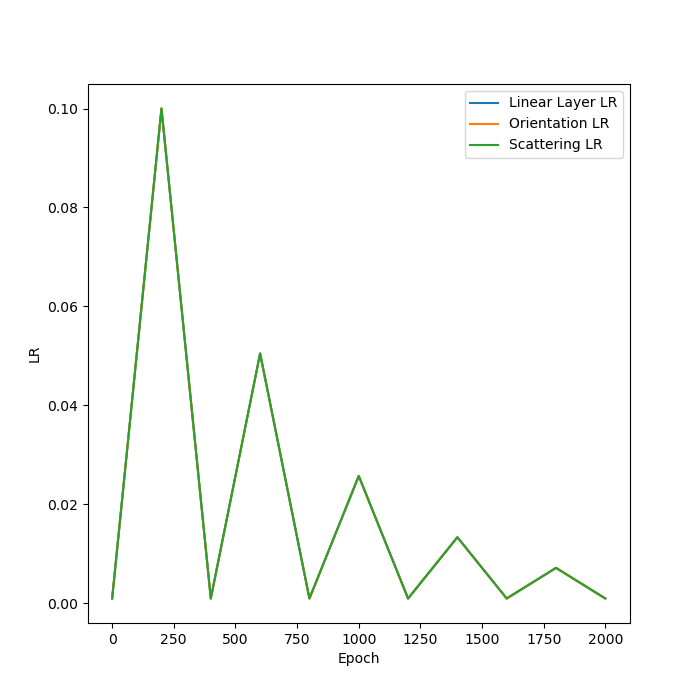 Linear Layer LR
Orientation LR
Scattering LR
0.10
0.08
0.06
0.04
0.02
0.00
LR
0 250 500 750 1000 1250 1500 1750 2000
Epoch